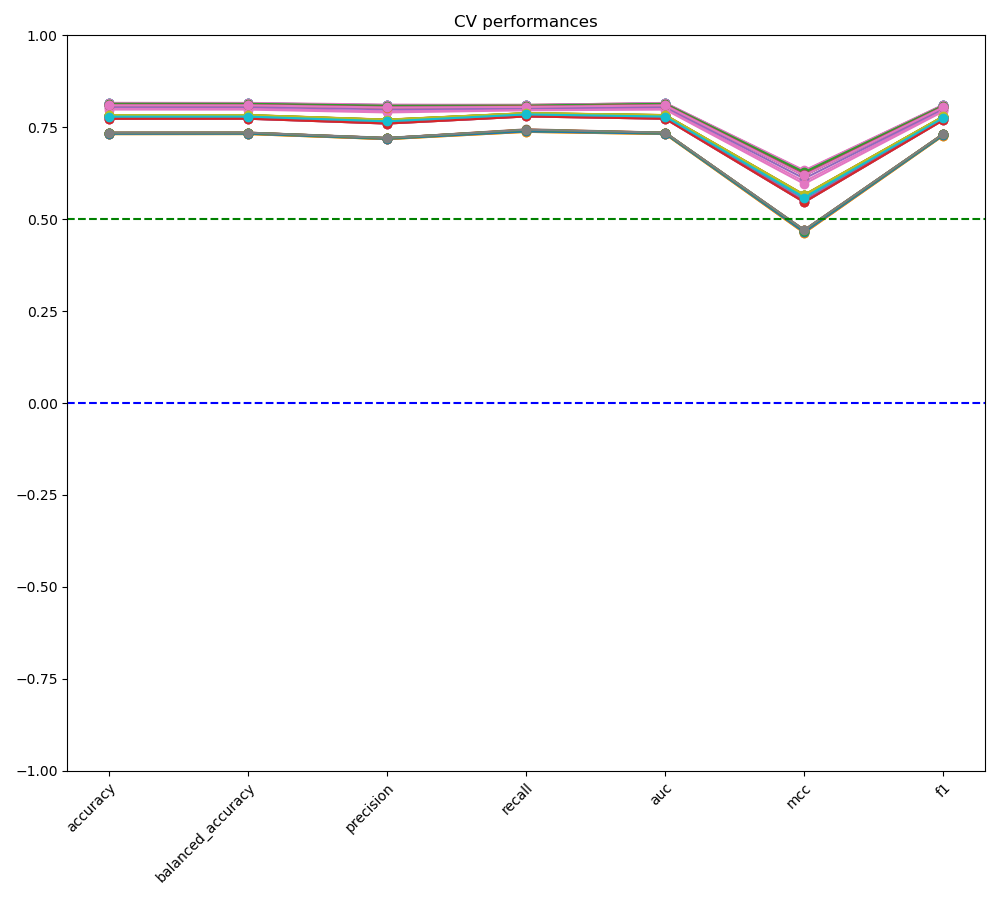 CV performances
1.00
0.75
0.50
0.25
0.00
−0.25
−0.50
−0.75
−1.00
accuracy
balanced_accuracy
precision
recall
auc
mcc
f1